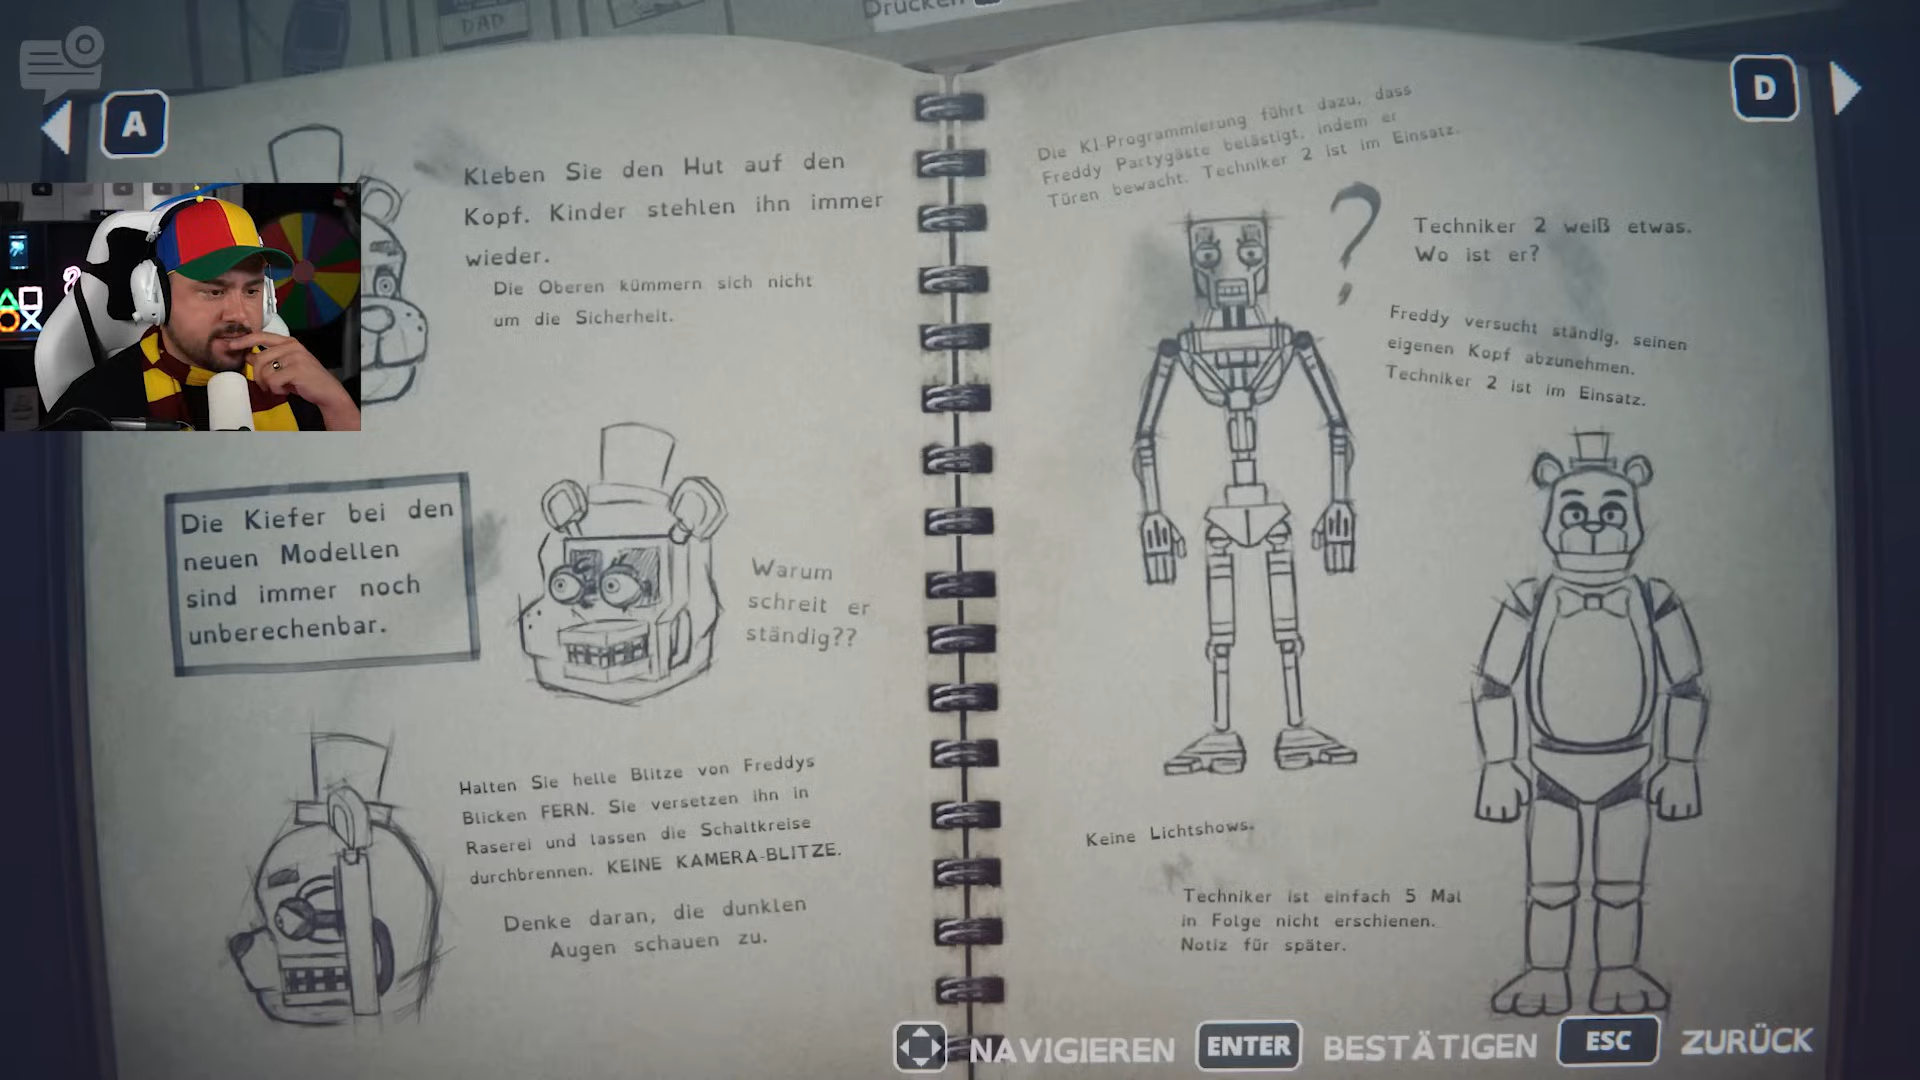 DAD
Drücken
A
D
Kleben Sie den Hut auf den
Kopf. Kinder stehlen ihn immer
wieder.
Die Oberen kümmern sich nicht
um die Sicherheit.
Die Kiefer bei den
neuen Modellen
sind immer noch
unberechenbar.
Warum
schreit er
ständig??
Halten Sie helle Blitze von Freddys
Blicken FERN. Sie versetzen ihn in
Raserei und lassen die Schaltkreise
durchbrennen. KEINE KAMERA-BLITZE.
Denke daran, die dunklen
Augen schauen zu.
Die KI-Programmierung führt dazu, dass
Freddy Partygäste belästigt, indem er
Türen bewacht. Techniker 2 ist im Einsatz.
?
Techniker 2 weiß etwas.
Wo ist er?
Freddy versucht ständig, seinen
eigenen Kopf abzunehmen.
Techniker 2 ist im Einsatz.
Keine Lichtshows.
Techniker ist einfach 5 Mal
in Folge nicht erschienen.
Notiz für später.
NAVIGIEREN ENTER BESTÄTIGEN ESC ZURÜCK